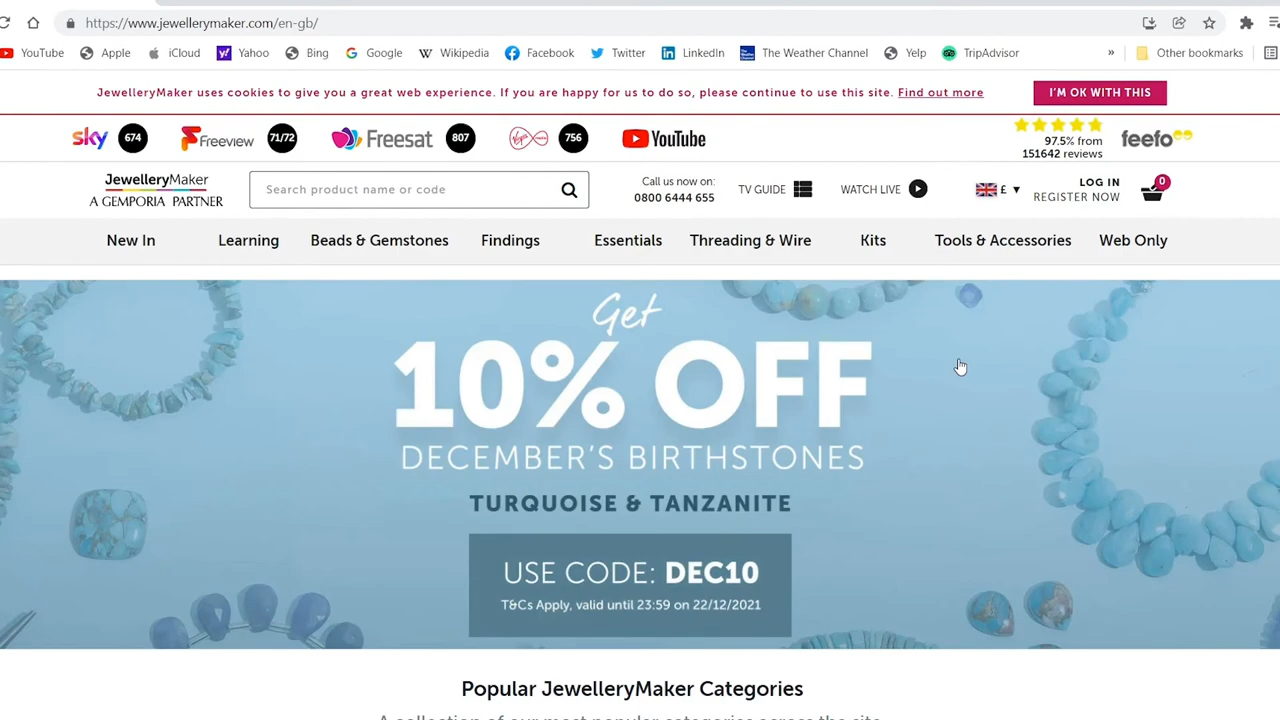 https://www.jewellerymaker.com/en-gb/
YouTube Apple iCloud Yahoo Bing Google Wikipedia Facebook Twitter LinkedIn The Weather Channel Yelp TripAdvisor » Other bookmarks
JewelleryMaker uses cookies to give you a great web experience. If you are happy for us to do so, please continue to use this site. Find out more
I'M OK WITH THIS
sky 674 Freeview 71/72 Freesat 807 Virgin media 756 YouTube
97.5% from
151642 reviews
feefo
JewelleryMaker
A GEMPORIA PARTNER
Search product name or code
Call us now on:
0800 6444 655
TV GUIDE
WATCH LIVE
£ ▼
LOG IN
REGISTER NOW
0
New In Learning Beads & Gemstones Findings Essentials Threading & Wire Kits Tools & Accessories Web Only
Get
10% OFF
DECEMBER'S BIRTHSTONES
TURQUOISE & TANZANITE
USE CODE: DEC10
T&Cs Apply, valid until 23:59 on 22/12/2021
Popular JewelleryMaker Categories
A collection of our most popular categories across the site